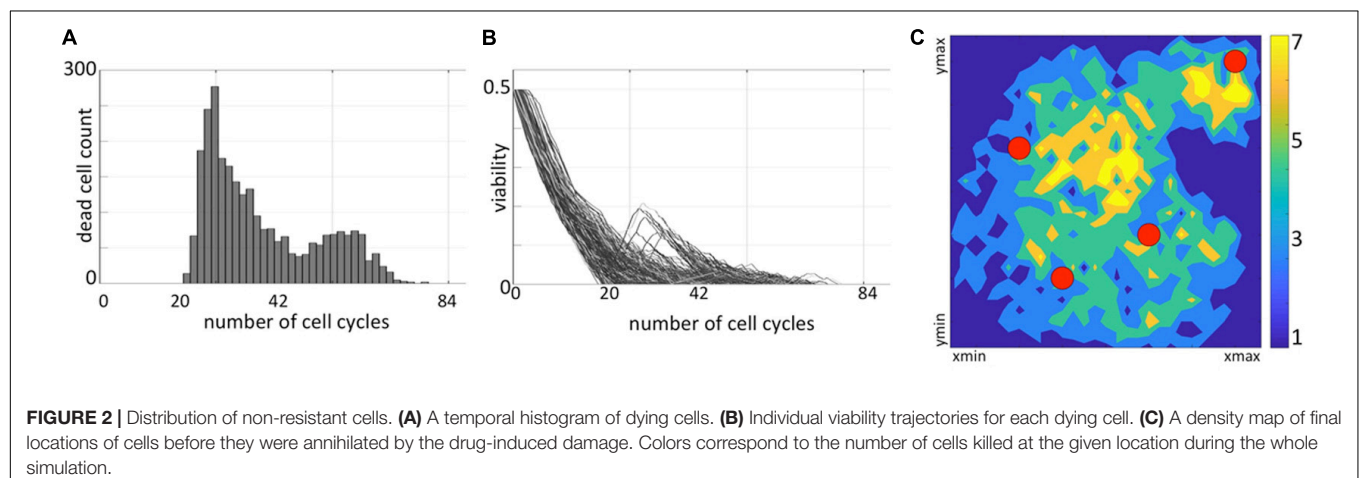 A
300
dead cell count
0
0
20
42
84
number of cell cycles
B
0.5
viability
0
0
20
42
84
number of cell cycles
C
ymax
ymin
xmin
xmax
7
5
3
1
FIGURE 2 | Distribution of non-resistant cells. (A) A temporal histogram of dying cells. (B) Individual viability trajectories for each dying cell. (C) A density map of final
locations of cells before they were annihilated by the drug-induced damage. Colors correspond to the number of cells killed at the given location during the whole
simulation.